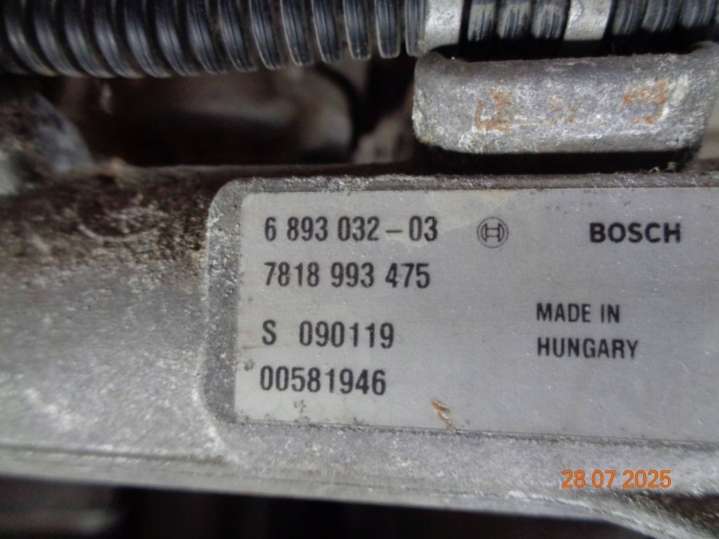 6 893 032-03 BOSCH
7818 993 475
S 090119
MADE IN
HUNGARY
00581946
28.07.2025